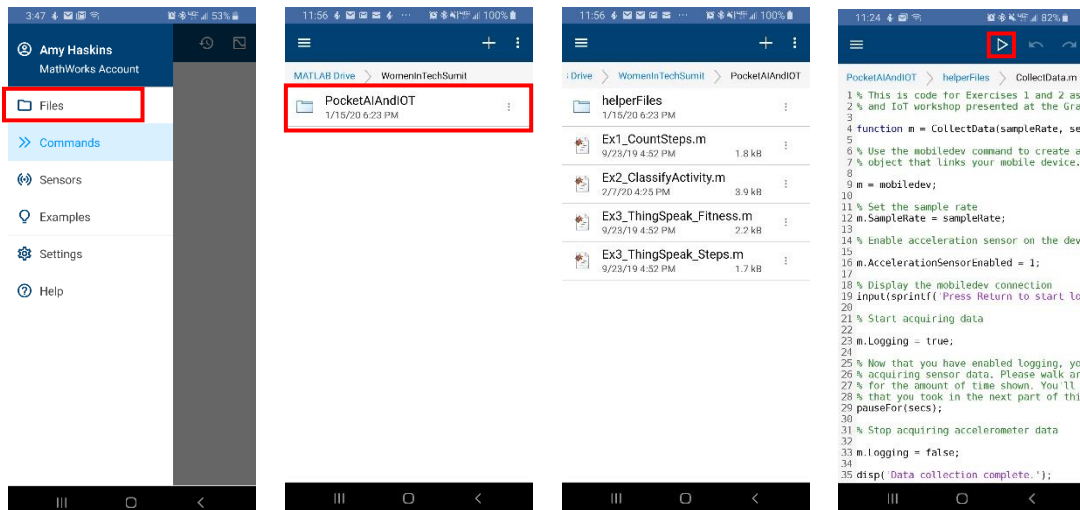 3:47 53%
Amy Haskins
MathWorks Account
Files
Commands
Sensors
Examples
Settings
Help
11:56 100%
MATLAB Drive > WomenInTechSumit
PocketAIAndIOT
1/15/20 6:23 PM
11:56 100%
Drive > WomenInTechSumit > PocketAIAndIOT
helperFiles
1/15/20 6:23 PM
Ex1_CountSteps.m
9/23/19 4:52 PM 1.8 kB
Ex2_ClassifyActivity.m
2/7/20 4:25 PM 3.9 kB
Ex3_ThingSpeak_Fitness.m
9/23/19 4:52 PM 2.2 kB
Ex3_ThingSpeak_Steps.m
9/23/19 4:52 PM 1.7 kB
11:24 82%
PocketAIAndIOT > helperFiles > CollectData.m
1 % This is code for Exercises 1 and 2 as
2 % and IoT workshop presented at the Gra
3
4 function m = CollectData(sampleRate, se
5
6 % Use the mobiledev command to create a
7 % object that links your mobile device.
8
9 m = mobiledev;
10
11 % Set the sample rate
12 m.SampleRate = sampleRate;
13
14 % Enable acceleration sensor on the dev
15
16 m.AccelerationSensorEnabled = 1;
17
18 % Display the mobiledev connection
19 input(sprintf('Press Return to start lo
20
21 % Start acquiring data
22
23 m.Logging = true;
24
25 % Now that you have enabled logging, yo
26 % acquiring sensor data. Please walk ar
27 % for the amount of time shown. You'll
28 % that you took in the next part of thi
29 pauseFor(secs);
30
31 % Stop acquiring accelerometer data
32
33 m.Logging = false;
34
35 disp('Data collection complete.');